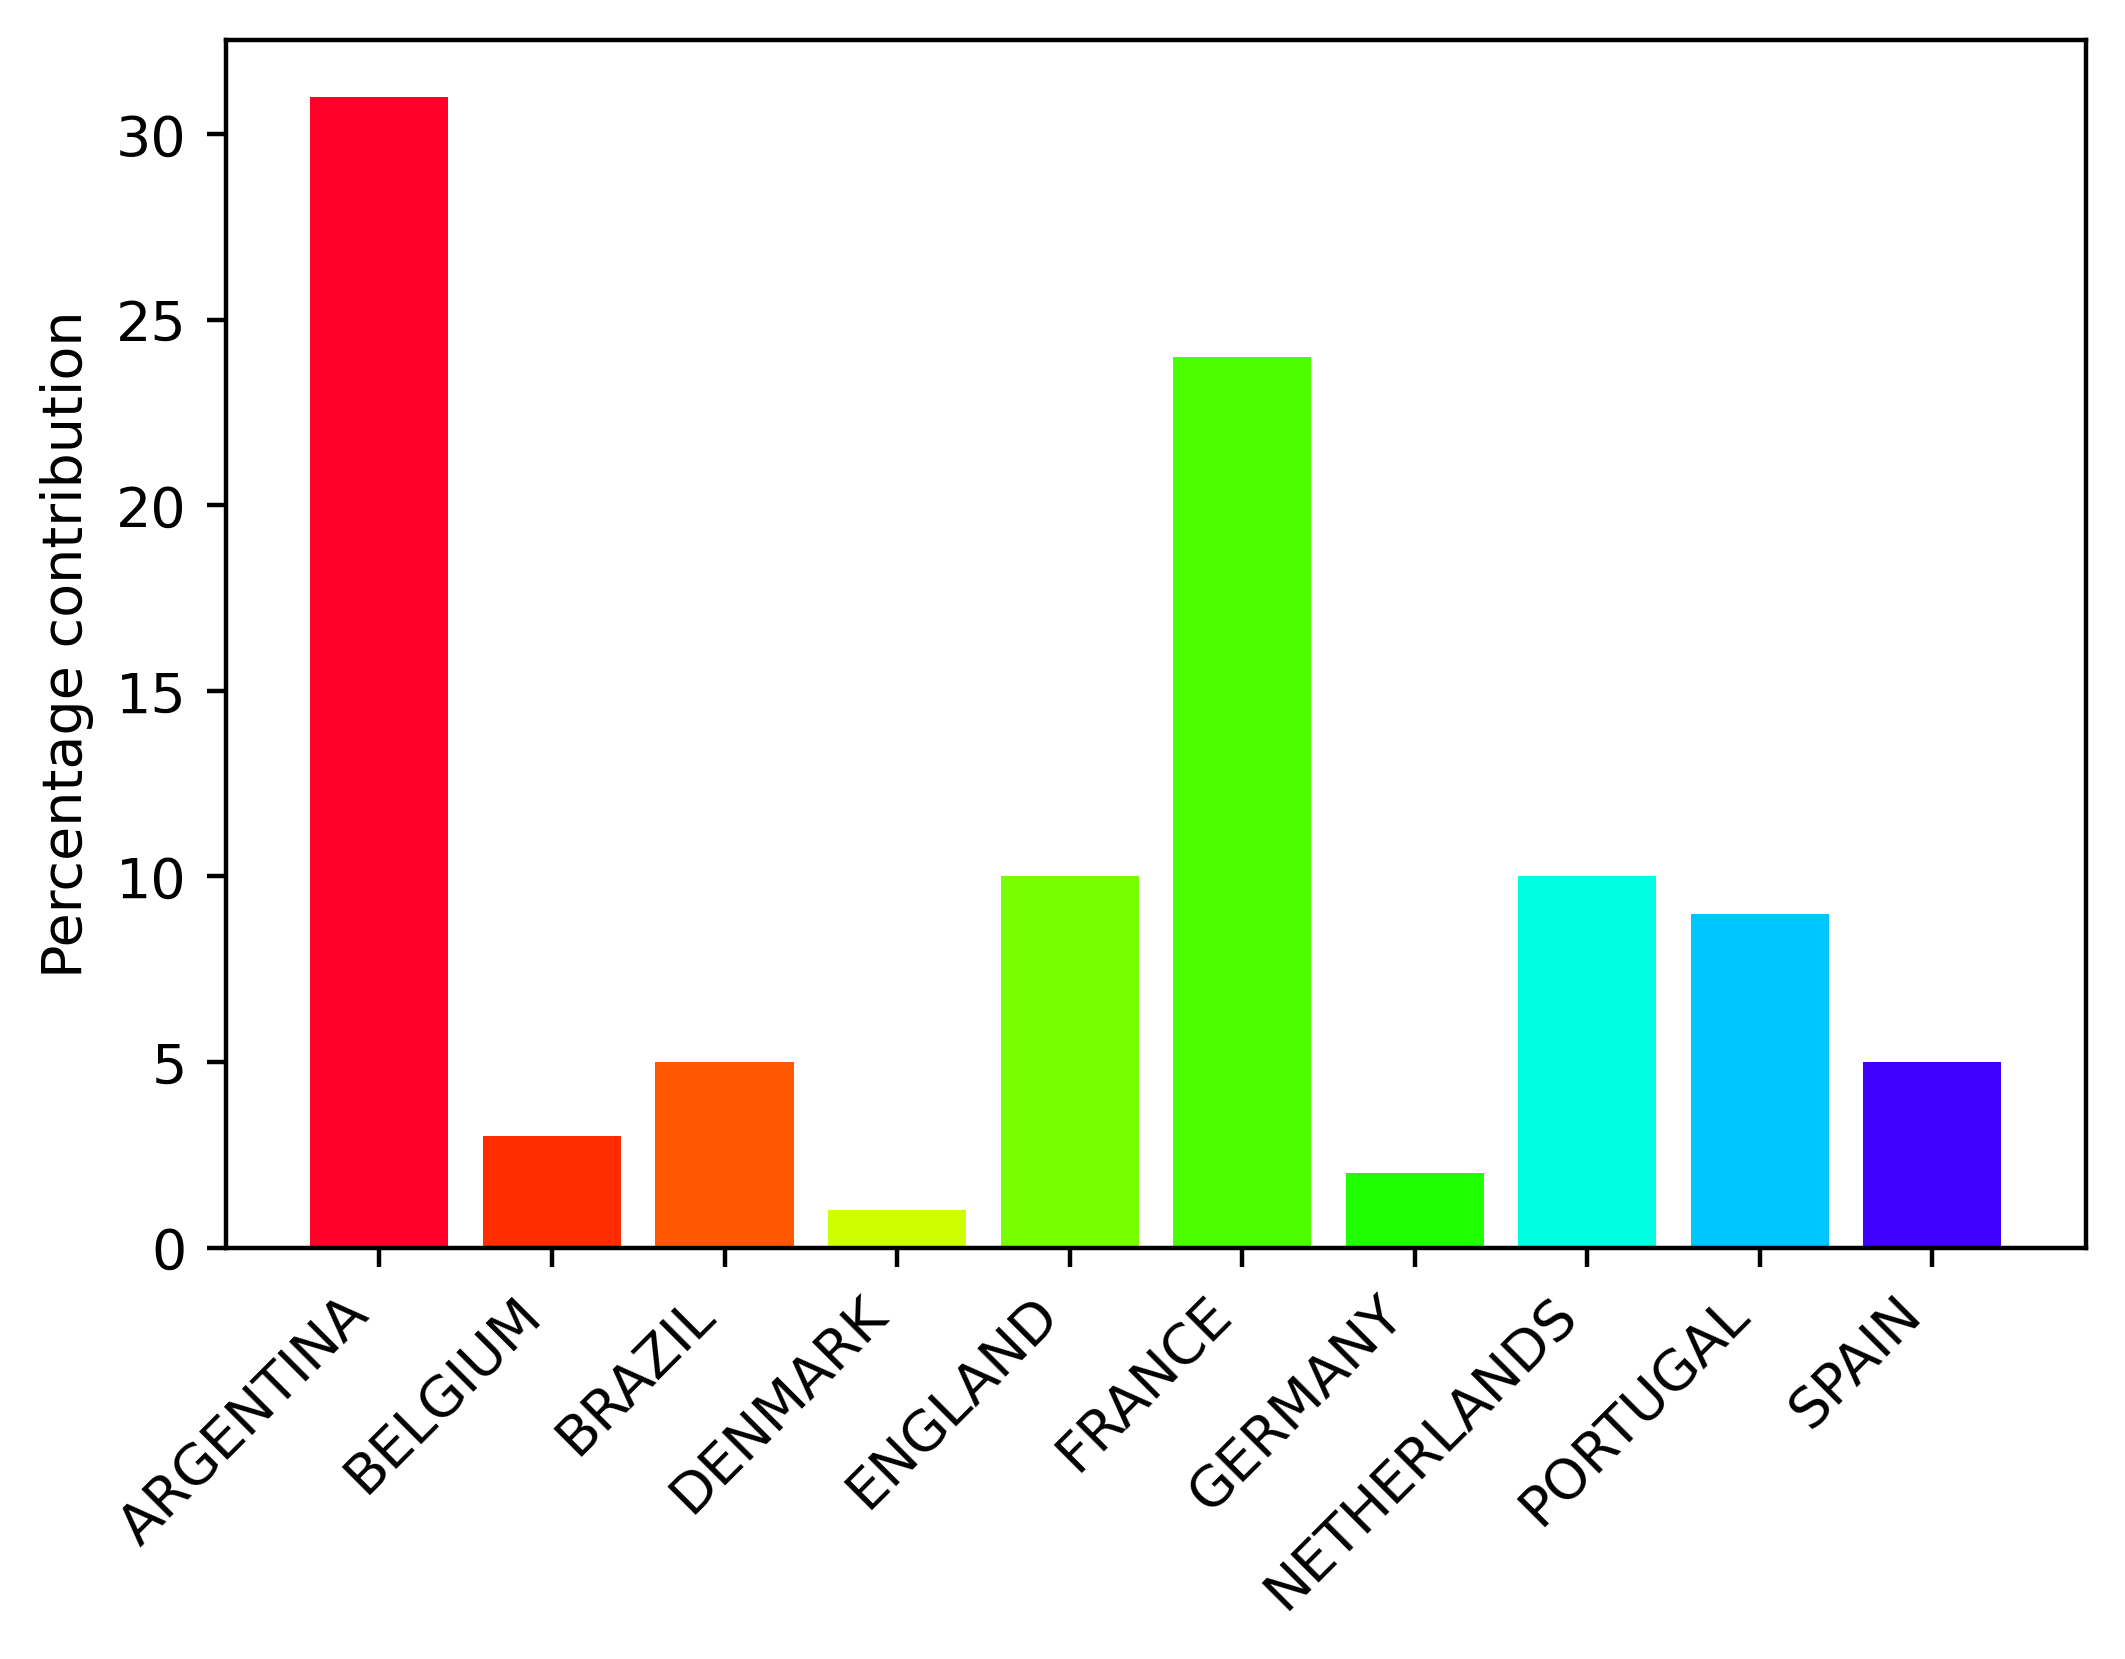 Percentage contribution
30
25
20
15
10
5
0
ARGENTINA
BELGIUM
BRAZIL
DENMARK
ENGLAND
FRANCE
GERMANY
NETHERLANDS
PORTUGAL
SPAIN